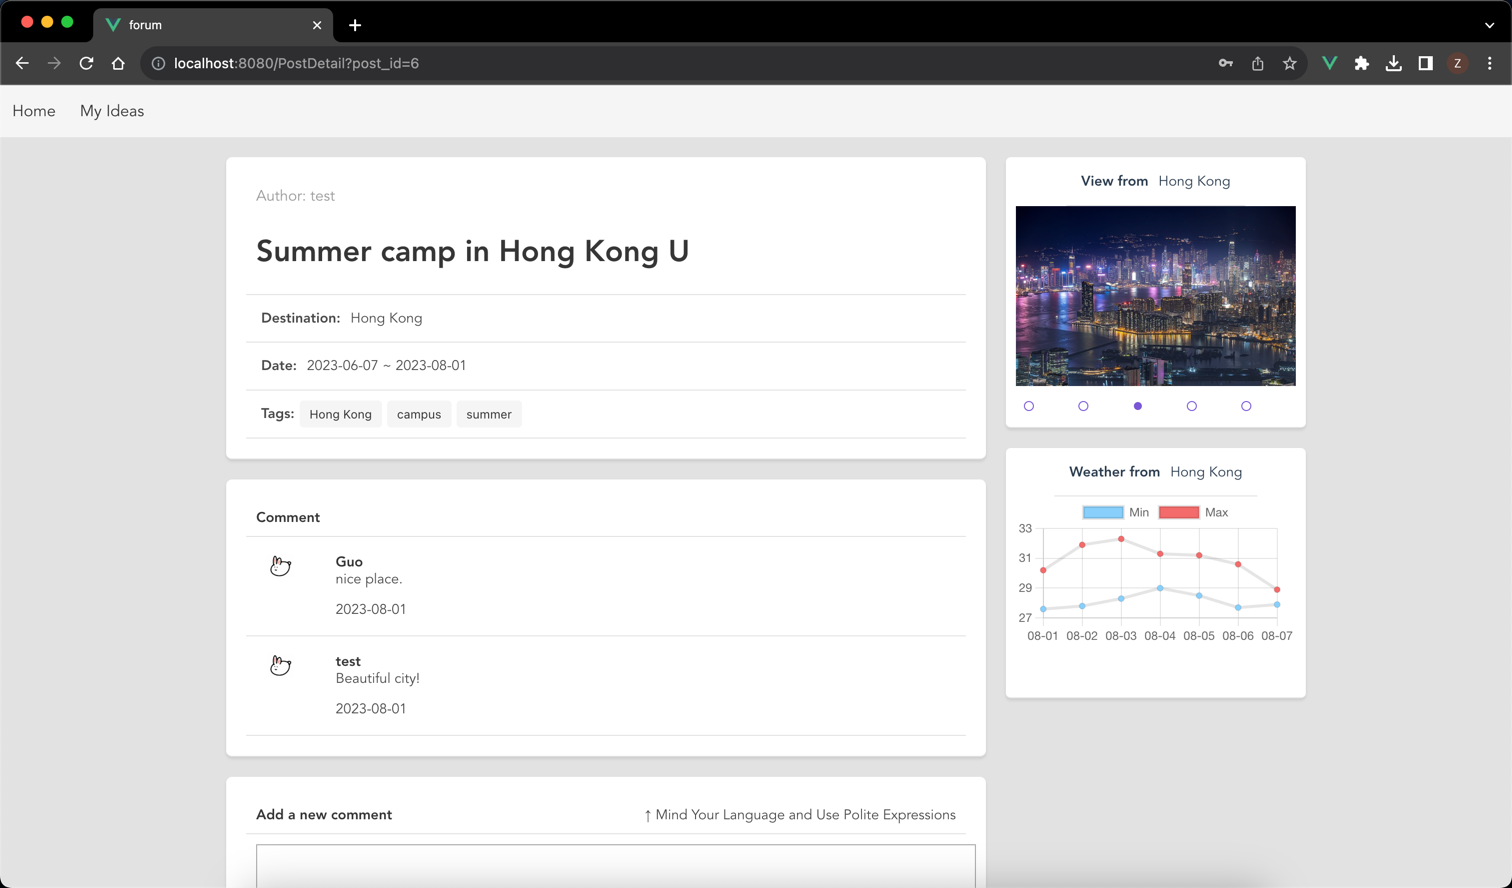 forum
localhost:8080/PostDetail?post_id=6
Z
Home My Ideas
Author: test
Summer camp in Hong Kong U
Destination: Hong Kong
Date: 2023-06-07 ~ 2023-08-01
Tags: Hong Kong campus summer
Comment
Guo
nice place.
2023-08-01
test
Beautiful city!
2023-08-01
Add a new comment ↑ Mind Your Language and Use Polite Expressions
View from Hong Kong
Weather from Hong Kong
Min Max
33
31
29
27
08-01 08-02 08-03 08-04 08-05 08-06 08-07